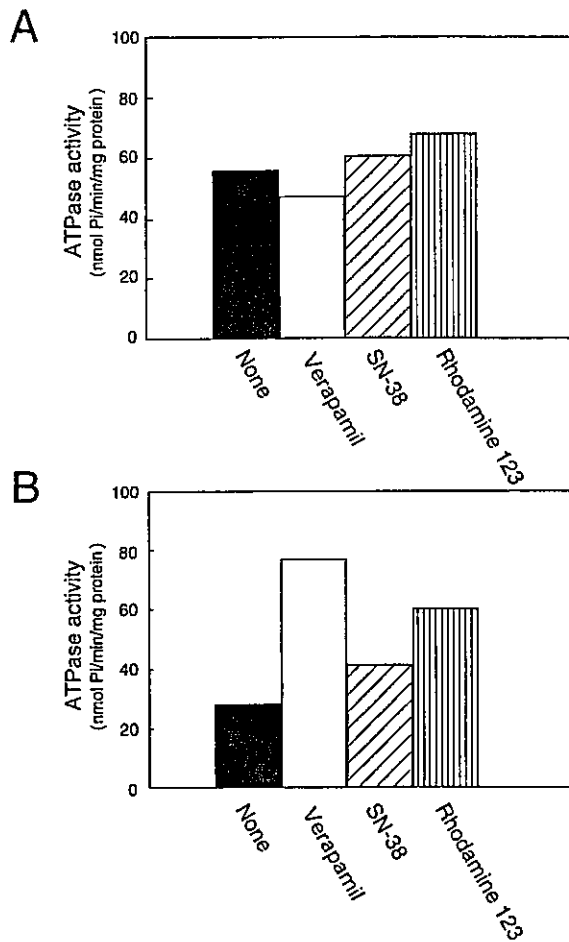 A
ATPase activity
(nmol Pi/min/mg protein)
100
80
60
40
20
0
None
Verapamil
SN-38
Rhodamine 123
B
ATPase activity
(nmol Pi/min/mg protein)
100
80
60
40
20
0
None
Verapamil
SN-38
Rhodamine 123